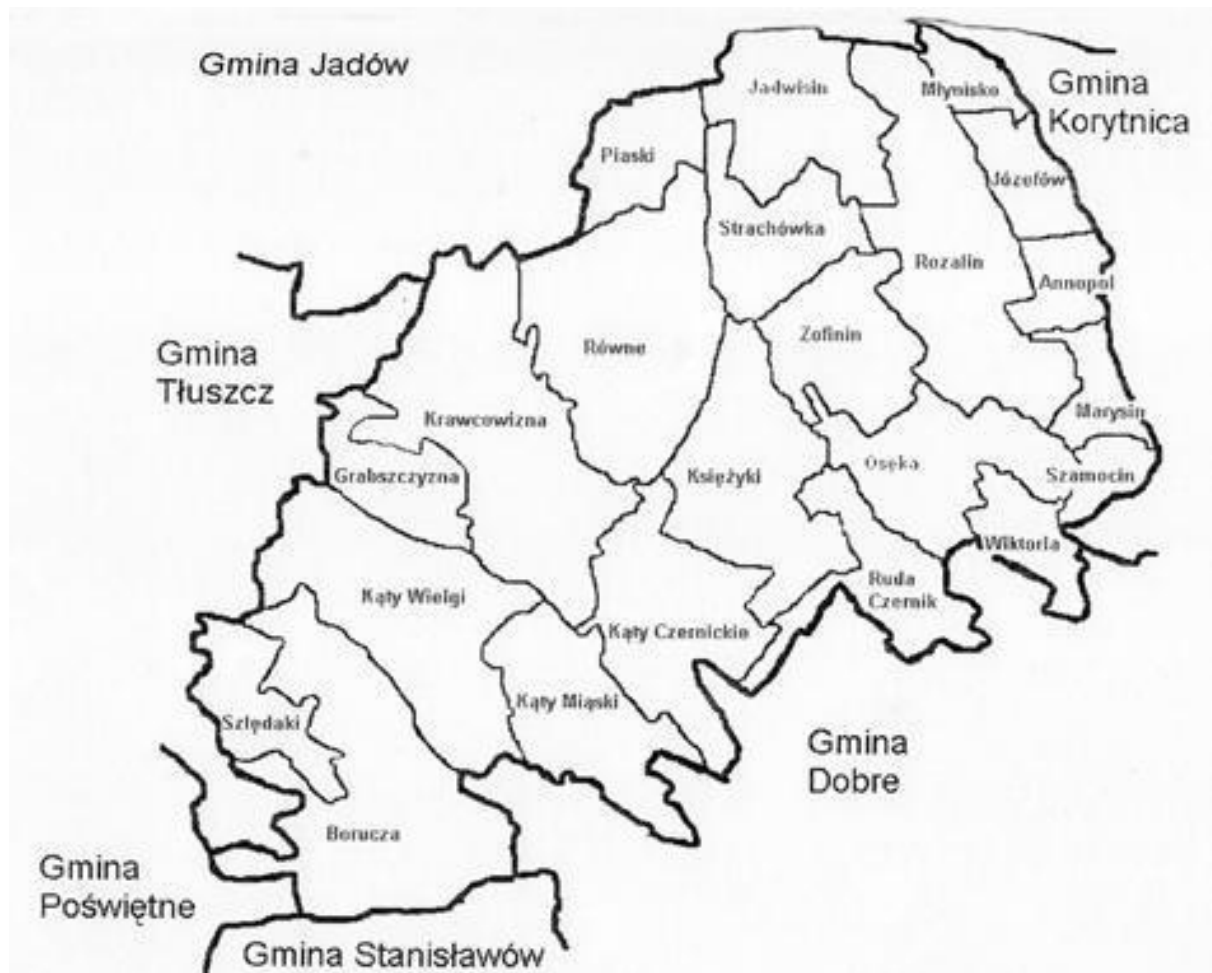 Gmina Jadów
Jadwisin
Młynisko
Gmina
Korytnica
Piaski
Józefów
Strachówka
Rozalin
Annopol
Gmina
Tłuszcz
Równe
Zofinin
Krawcowizna
Marysin
Grabszczyzna
Księżyki
Osęka
Szamocin
Wiktoria
Kąty Wielgi
Ruda
Czernik
Kąty Czernickie
Kąty Miąski
Szlędaki
Gmina
Dobre
Borucza
Gmina
Poświętne
Gmina Stanisławów